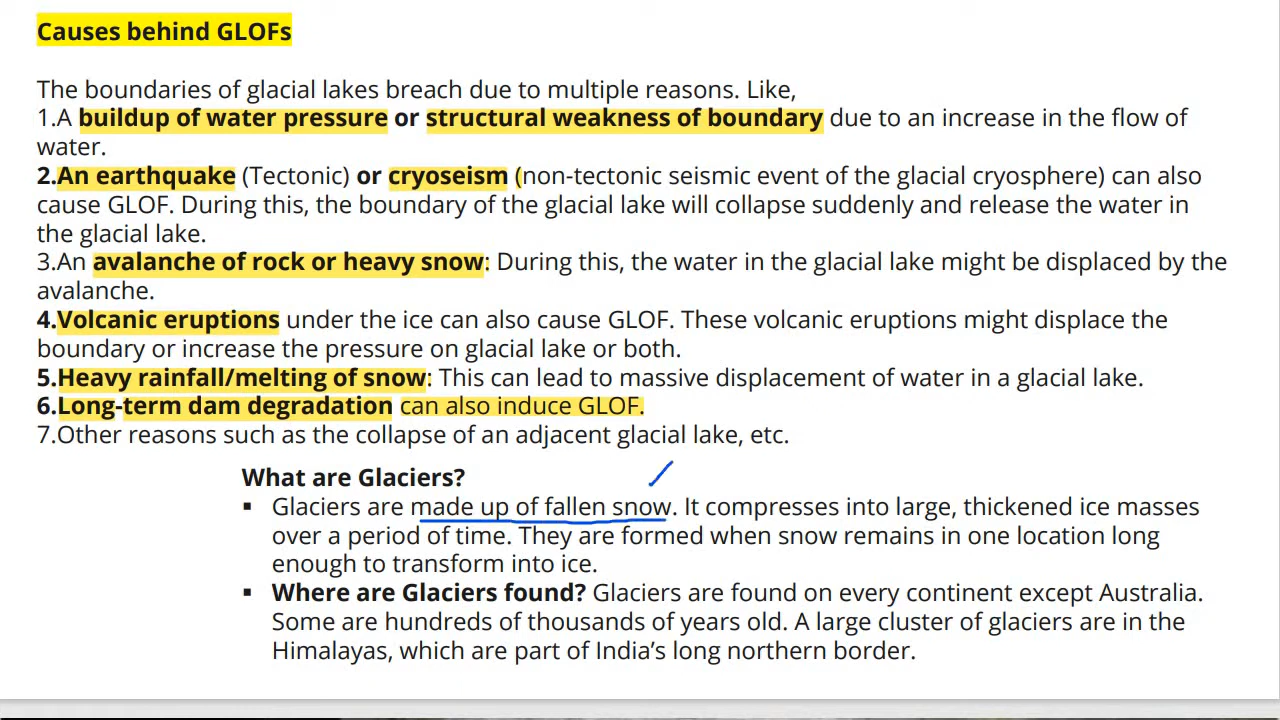 Causes behind GLOFs
The boundaries of glacial lakes breach due to multiple reasons. Like,
1.A buildup of water pressure or structural weakness of boundary due to an increase in the flow of
water.
2.An earthquake (Tectonic) or cryoseism (non-tectonic seismic event of the glacial cryosphere) can also
cause GLOF. During this, the boundary of the glacial lake will collapse suddenly and release the water in
the glacial lake.
3.An avalanche of rock or heavy snow: During this, the water in the glacial lake might be displaced by the
avalanche.
4.Volcanic eruptions under the ice can also cause GLOF. These volcanic eruptions might displace the
boundary or increase the pressure on glacial lake or both.
5.Heavy rainfall/melting of snow: This can lead to massive displacement of water in a glacial lake.
6.Long-term dam degradation can also induce GLOF.
7.Other reasons such as the collapse of an adjacent glacial lake, etc.
What are Glaciers?
▪ Glaciers are made up of fallen snow. It compresses into large, thickened ice masses
over a period of time. They are formed when snow remains in one location long
enough to transform into ice.
▪ Where are Glaciers found? Glaciers are found on every continent except Australia.
Some are hundreds of thousands of years old. A large cluster of glaciers are in the
Himalayas, which are part of India's long northern border.